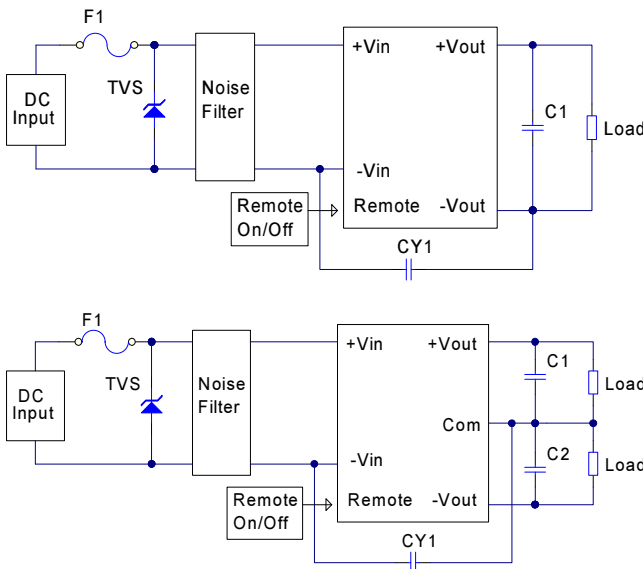 F1
DC
Input
TVS
Noise
Filter
+Vin
+Vout
C1
Load
-Vin
Remote
On/Off
Remote
-Vout
CY1
F1
DC
Input
TVS
Noise
Filter
+Vin
+Vout
C1
Load
Com
C2
Load
-Vin
Remote
On/Off
Remote
-Vout
CY1